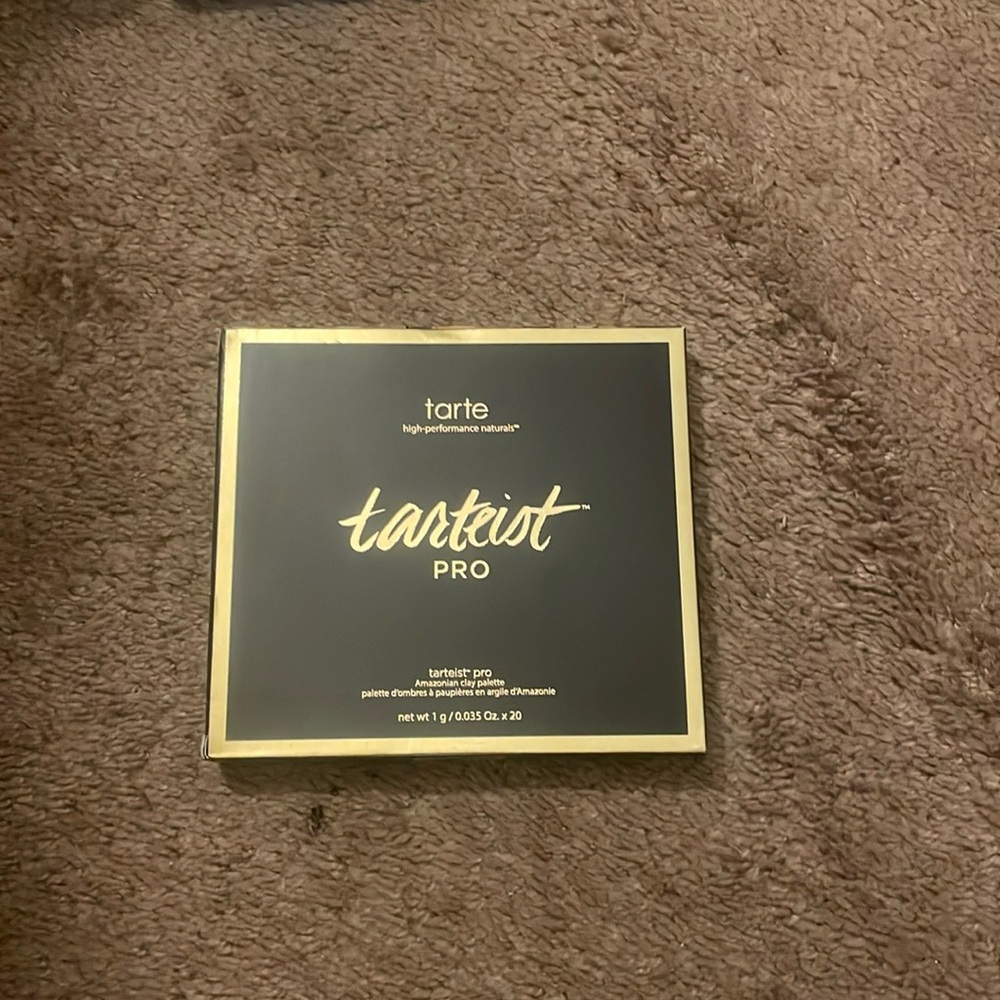 tarte
high-performance naturals™
tarteist™
PRO
tarteist™ pro
Amazonian clay palette
palette d'ombres à paupières en argile d'Amazonie
net wt 1 g / 0.035 Oz. x 20